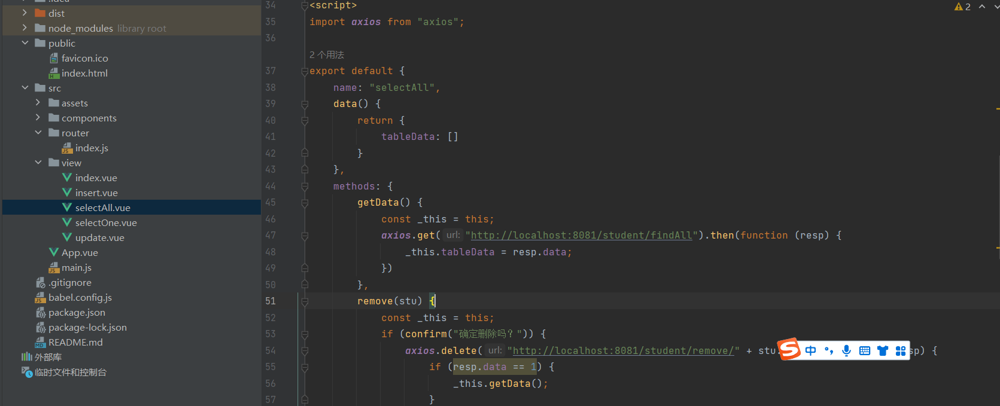 .idea
dist
node_modules library root
public
favicon.ico
index.html
src
assets
components
router
index.js
view
index.vue
insert.vue
selectAll.vue
selectOne.vue
update.vue
App.vue
main.js
.gitignore
babel.config.js
package.json
package-lock.json
README.md
外部库
临时文件和控制台
34 <script>
35 import axios from "axios";
36
2 个用法
37 export default {
38 name: "selectAll",
39 data() {
40 return {
41 tableData: []
42 }
43 },
44 methods: {
45 getData() {
46 const _this = this;
47 axios.get( url: "http://localhost:8081/student/findAll").then(function (resp) {
48 _this.tableData = resp.data;
49 })
50 },
51 remove(stu) {
52 const _this = this;
53 if (confirm("确定删除吗？")) {
54 axios.delete( url: "http://localhost:8081/student/remove/" + stu. sp) {
55 if (resp.data == 1) {
56 _this.getData();
57 }
2
S 中